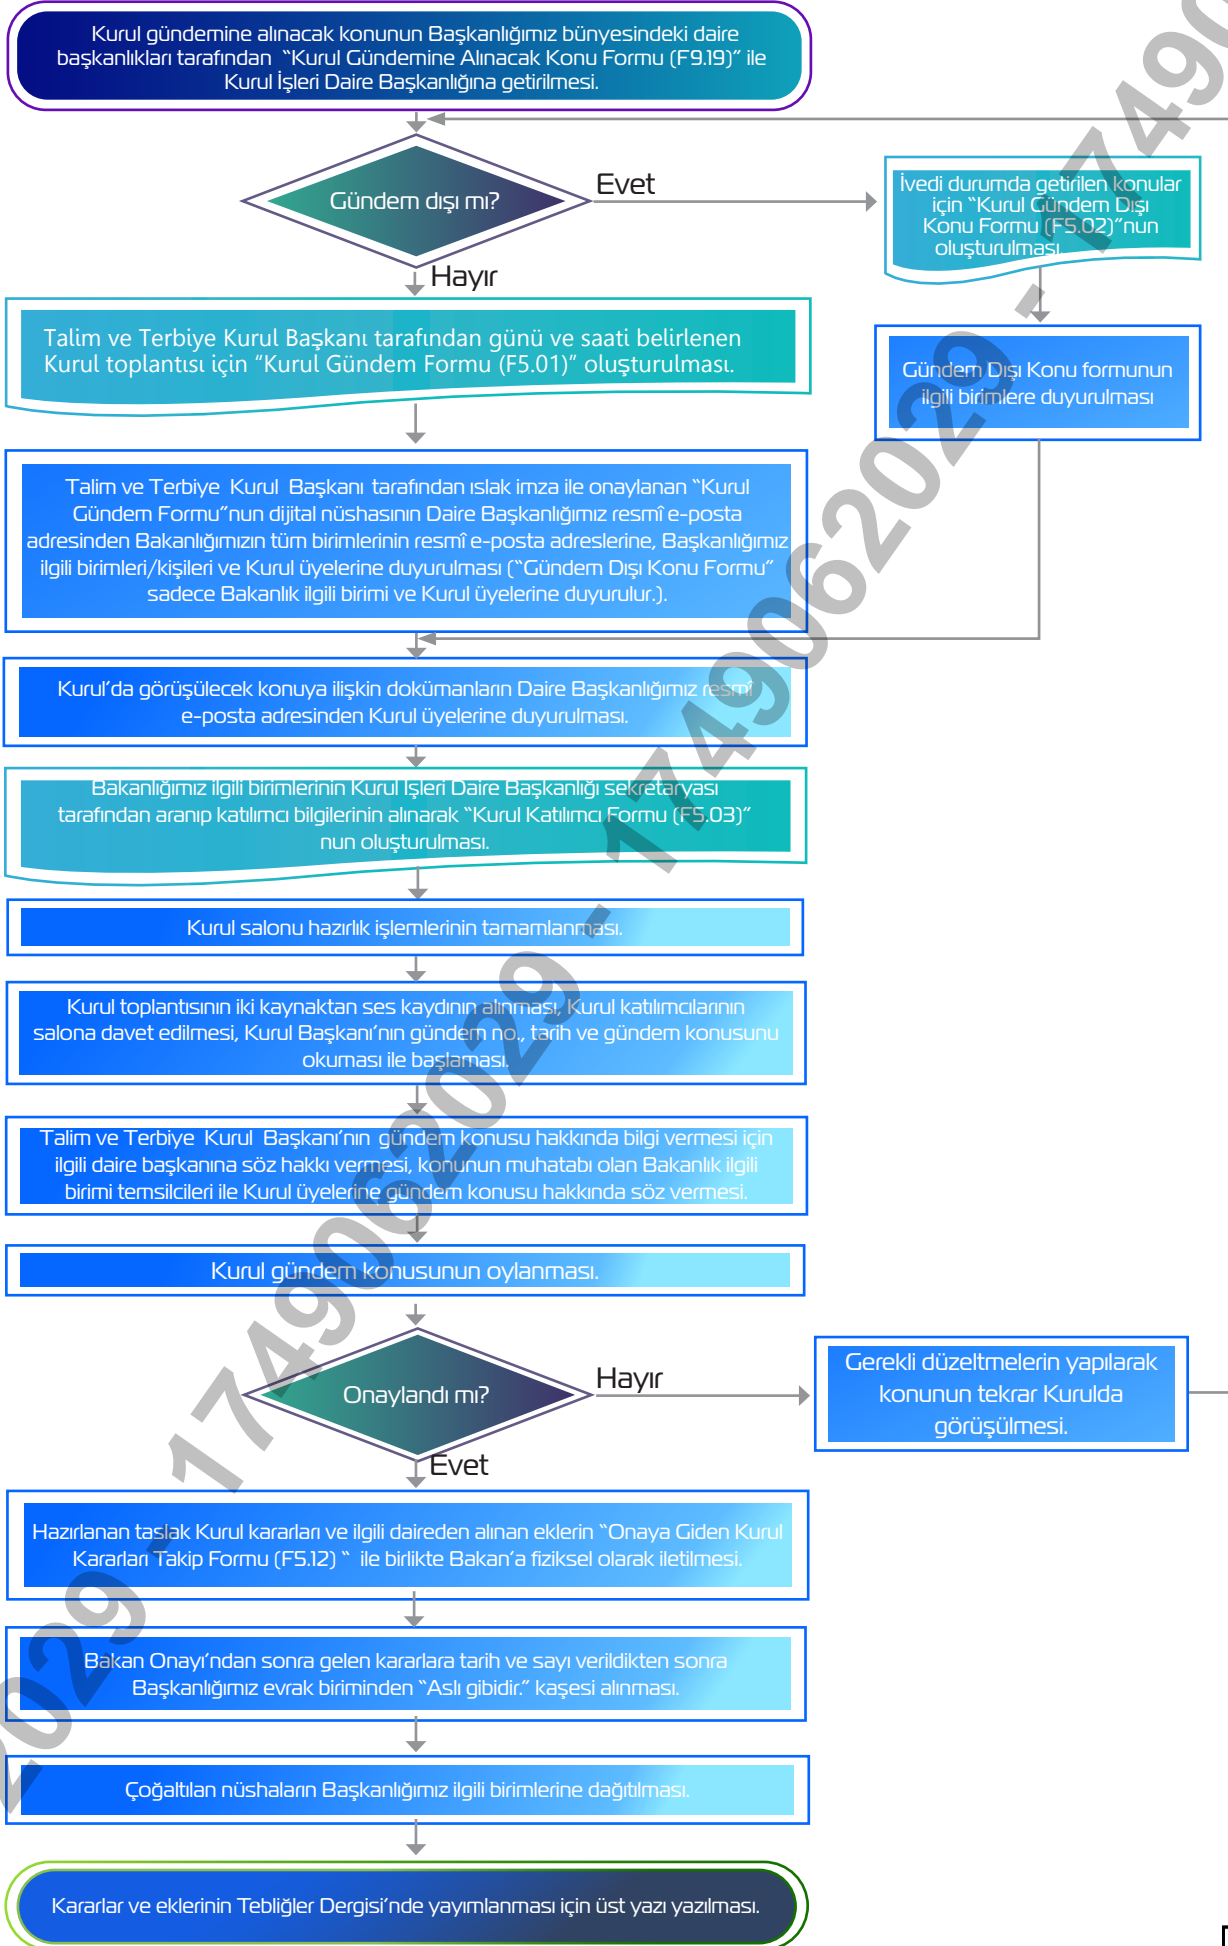 Kurul gündemine alınacak konunun Başkanlığımız bünyesindeki daire
başkanlıkları tarafından “Kurul Gündemine Alınacak Konu Formu (F9.19)” ile
Kurul İşleri Daire Başkanlığına getirilmesi.
Gündem dışı mı?
Evet
İvedi durumda getirilen konular
için “Kurul Gündem Dışı
Konu Formu (F5.02)”nun
oluşturulması.
Hayır
Gündem Dışı Konu formunun
ilgili birimlere duyurulması
Talim ve Terbiye Kurul Başkanı tarafından günü ve saati belirlenen
Kurul toplantısı için “Kurul Gündem Formu (F5.01)” oluşturulması.
Talim ve Terbiye Kurul Başkanı tarafından ıslak imza ile onaylanan “Kurul
Gündem Formu”nun dijital nüshasının Daire Başkanlığımız resmî e-posta
adresinden Bakanlığımızın tüm birimlerinin resmî e-posta adreslerine, Başkanlığımız
ilgili birimleri/kişileri ve Kurul üyelerine duyurulması (“Gündem Dışı Konu Formu”
sadece Bakanlık ilgili birimi ve Kurul üyelerine duyurulur.).
Kurul’da görüşülecek konuya ilişkin dokümanların Daire Başkanlığımız resmî
e-posta adresinden Kurul üyelerine duyurulması.
Bakanlığımız ilgili birimlerinin Kurul İşleri Daire Başkanlığı sekretaryası
tarafından aranıp katılımcı bilgilerinin alınarak “Kurul Katılımcı Formu (F5.03)”
nun oluşturulması.
Kurul salonu hazırlık işlemlerinin tamamlanması.
Kurul toplantısının iki kaynaktan ses kaydının alınması, Kurul katılımcılarının
salona davet edilmesi, Kurul Başkanı’nın gündem no., tarih ve gündem konusunu
okuması ile başlaması.
Talim ve Terbiye Kurul Başkanı’nın gündem konusu hakkında bilgi vermesi için
ilgili daire başkanına söz hakkı vermesi, konunun muhatabı olan Bakanlık ilgili
birimi temsilcileri ile Kurul üyelerine gündem konusu hakkında söz vermesi.
Kurul gündem konusunun oylanması.
Onaylandı mı?
Hayır
Gerekli düzeltmelerin yapılarak
konunun tekrar Kurulda
görüşülmesi.
Evet
Hazırlanan taslak Kurul kararları ve ilgili daireden alınan eklerin “Onaya Giden Kurul
Kararları Takip Formu (F5.12) “ ile birlikte Bakan’a fiziksel olarak iletilmesi.
Bakan Onayı’ndan sonra gelen kararlara tarih ve sayı verildikten sonra
Başkanlığımız evrak biriminden “Aslı gibidir.” kaşesi alınması.
Çoğaltılan nüshaların Başkanlığımız ilgili birimlerine dağıtılması.
Kararlar ve eklerinin Tebliğler Dergisi’nde yayımlanması için üst yazı yazılması.
2029 - 1749062029 - 1749062029 - 17490